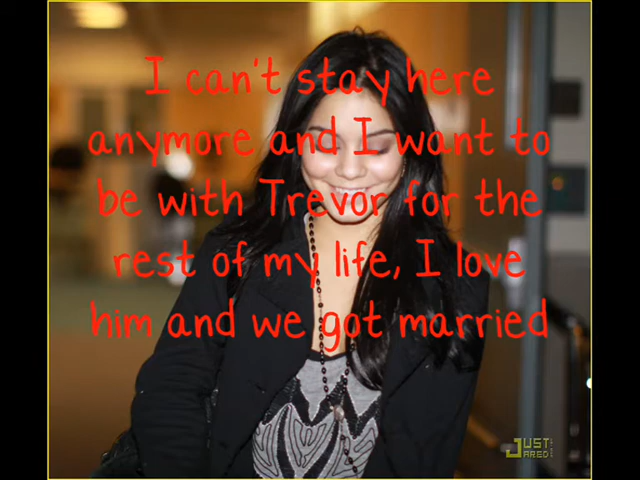 I can't stay here
anymore and I want to
be with Trevor for the
rest of my life, I love
him and we got married
JUST
JARED